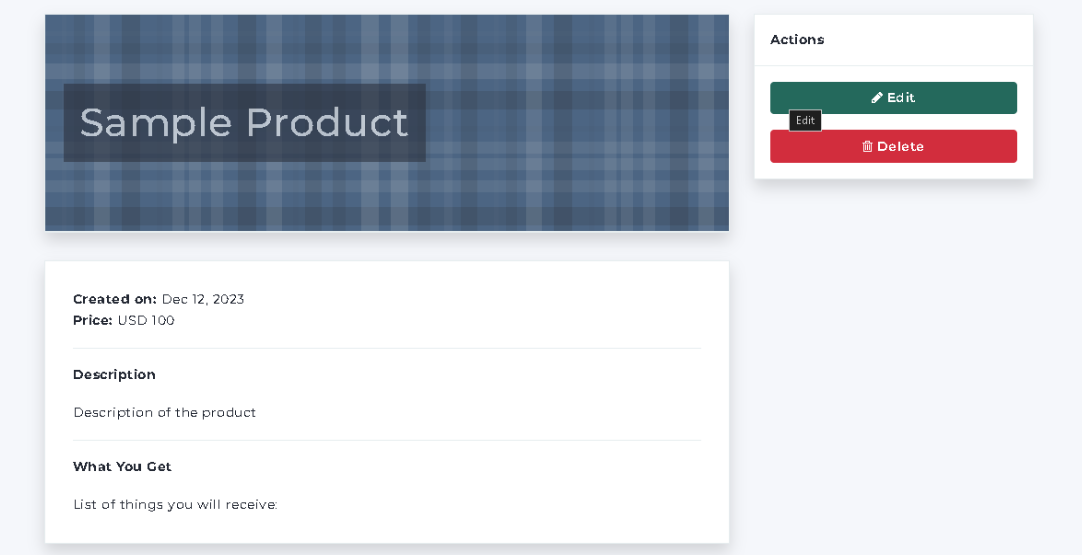 Sample Product
Actions
Edit
Edit
Delete
Created on: Dec 12, 2023
Price: USD 100
Description
Description of the product
What You Get
List of things you will receive: